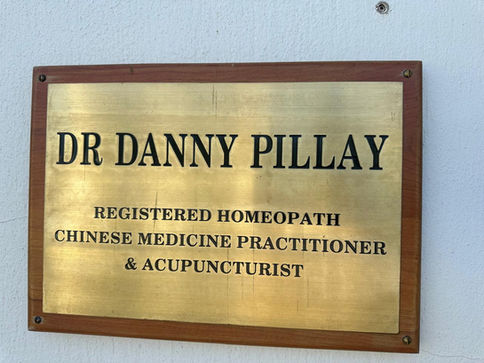 DR DANNY PILLAY
REGISTERED HOMEOPATH
CHINESE MEDICINE PRACTITIONER
& ACUPUNCTURIST